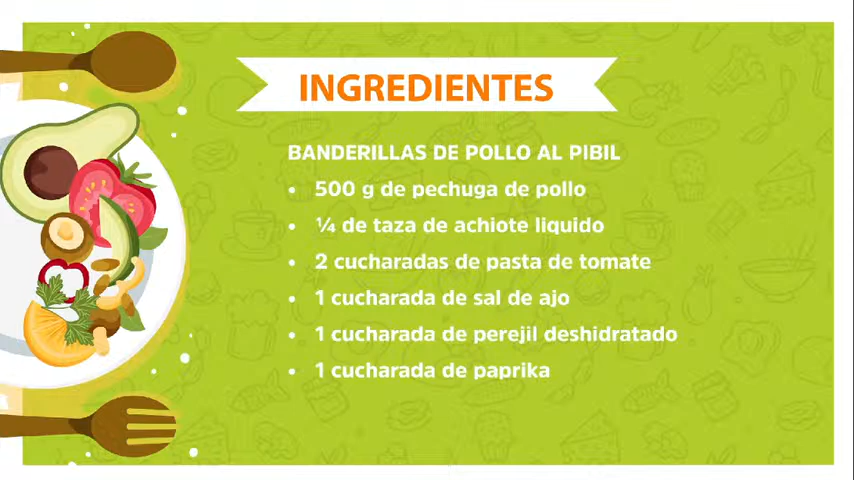 INGREDIENTES
BANDERILLAS DE POLLO AL PIBIL
• 500 g de pechuga de pollo
• ¼ de taza de achiote liquido
• 2 cucharadas de pasta de tomate
• 1 cucharada de sal de ajo
• 1 cucharada de perejil deshidratado
• 1 cucharada de paprika